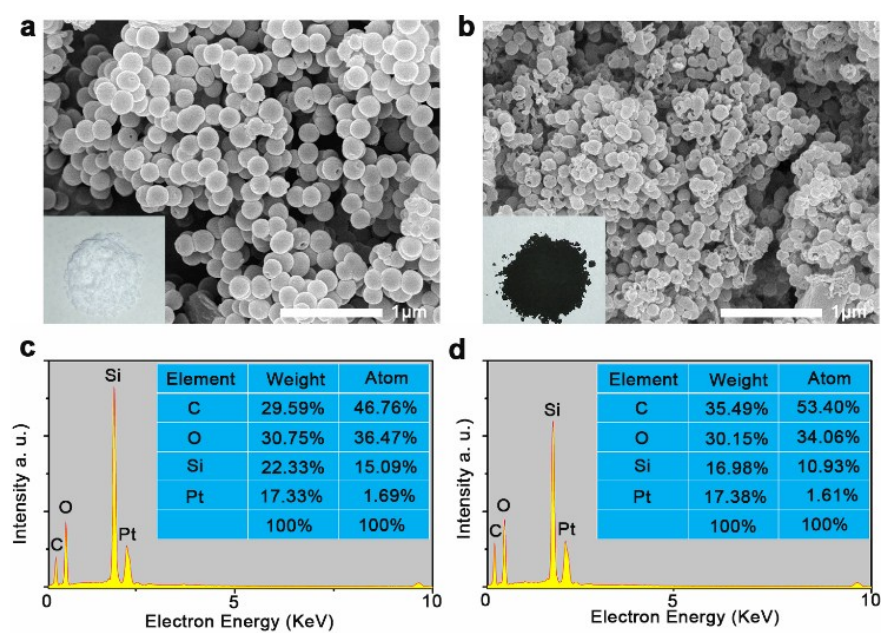 a
b
1μm
1μm
c
d
Si
Element Weight Atom
C 29.59% 46.76%
O 30.75% 36.47%
Si 22.33% 15.09%
Pt 17.33% 1.69%
100% 100%
O
C
Pt
Intensity a. u.)
0 5 10
Electron Energy (KeV)
Si
Element Weight Atom
C 35.49% 53.40%
O 30.15% 34.06%
Si 16.98% 10.93%
Pt 17.38% 1.61%
100% 100%
O
C
Pt
Intensity a. u.)
0 5 10
Electron Energy (KeV)